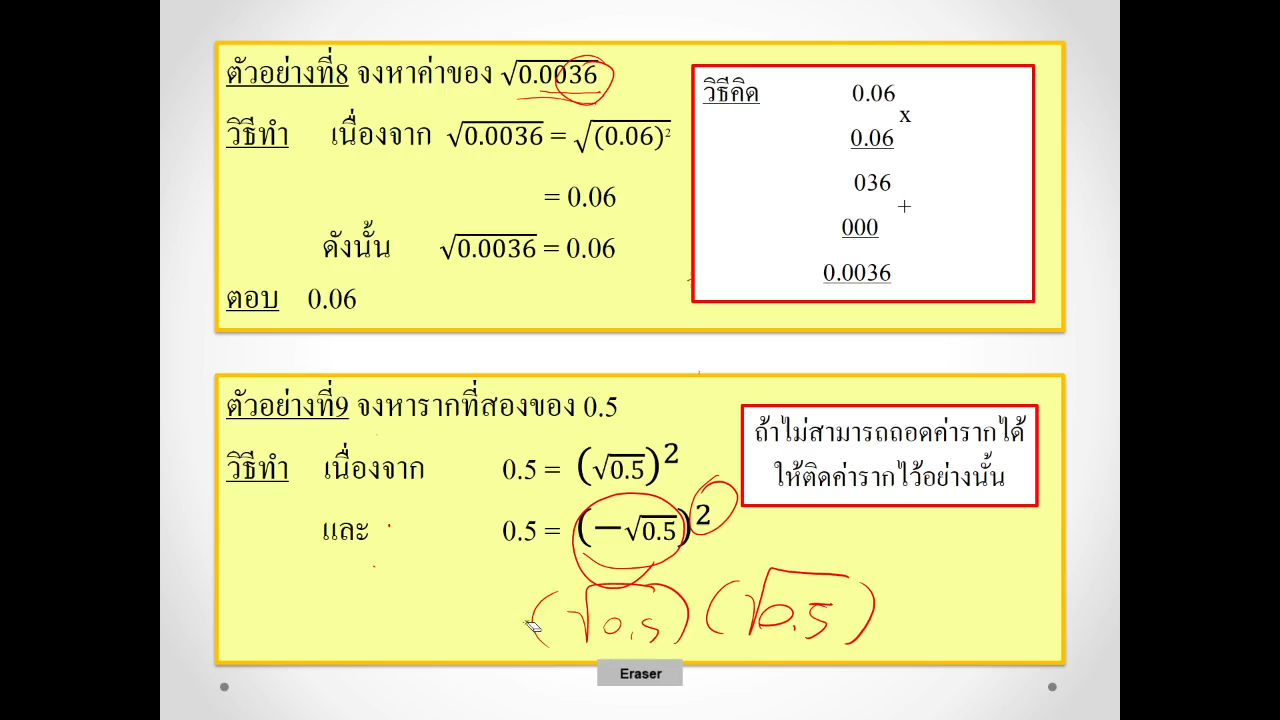 ตัวอย่างที่8 จงหาค่าของ √0.0036
วิธีทำ เนื่องจาก √0.0036 = √(0.06)²
= 0.06
ดังนั้น √0.0036 = 0.06
ตอบ 0.06
วิธีคิด 0.06
x
0.06
036
+
000
0.0036
ตัวอย่างที่9 จงหารากที่สองของ 0.5
วิธีทำ เนื่องจาก 0.5 = (√0.5)²
และ 0.5 = (−√0.5)²
(√0.5)(√0.5)
ถ้าไม่สามารถถอดค่ารากได้
ให้ติดค่ารากไว้อย่างนั้น
Eraser